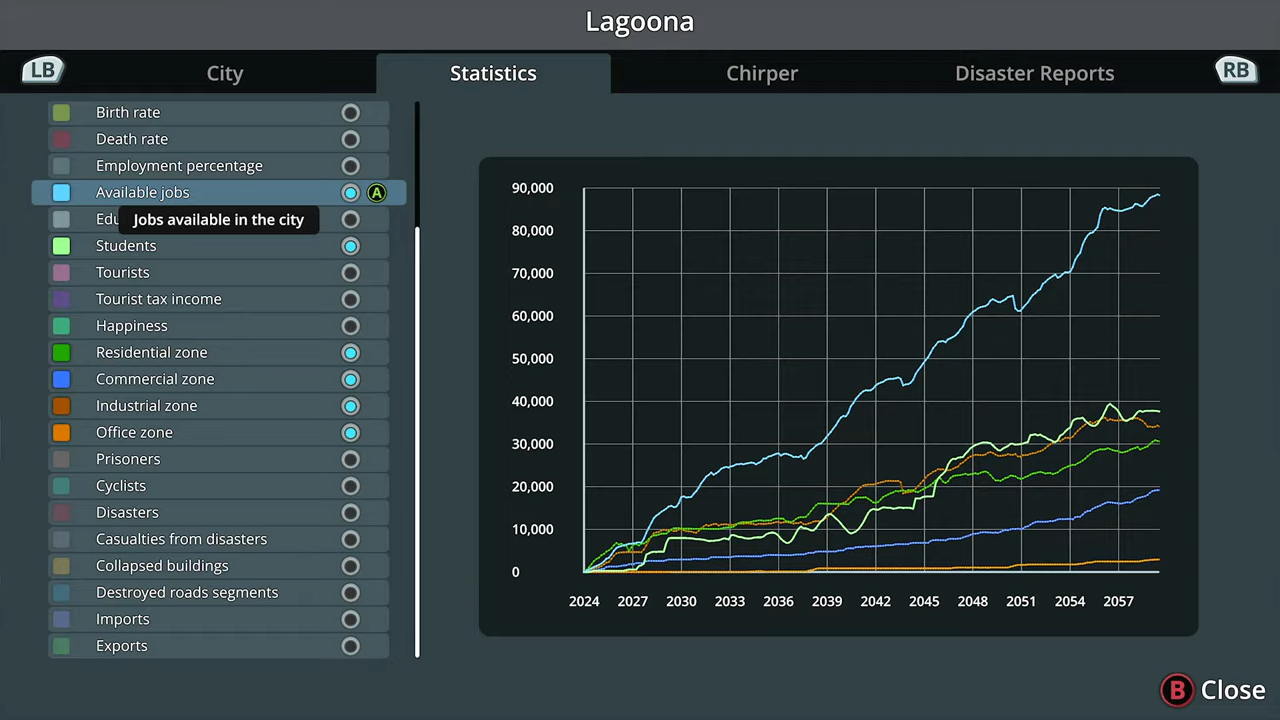 Lagoona
LB City Statistics Chirper Disaster Reports RB
Birth rate
Death rate
Employment percentage
Available jobs A
Edu
Jobs available in the city
Students
Tourists
Tourist tax income
Happiness
Residential zone
Commercial zone
Industrial zone
Office zone
Prisoners
Cyclists
Disasters
Casualties from disasters
Collapsed buildings
Destroyed roads segments
Imports
Exports
90,000
80,000
70,000
60,000
50,000
40,000
30,000
20,000
10,000
0
2024 2027 2030 2033 2036 2039 2042 2045 2048 2051 2054 2057
B Close